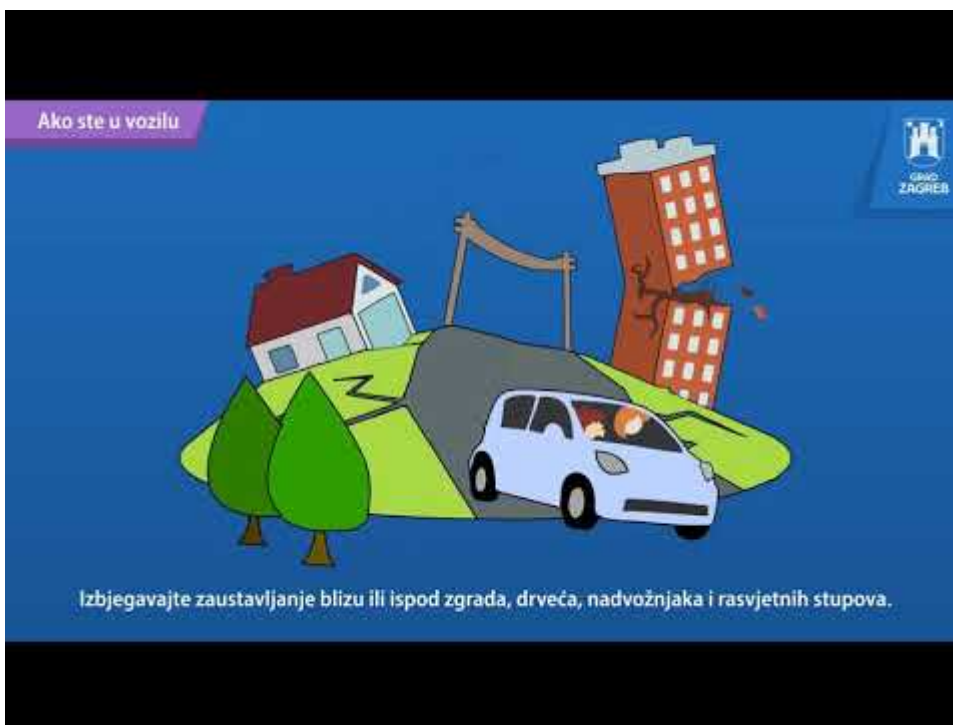 Ako ste u vozilu
GRAD
ZAGREB
Izbjegavajte zaustavljanje blizu ili ispod zgrada, drveća, nadvožnjaka i rasvjetnih stupova.